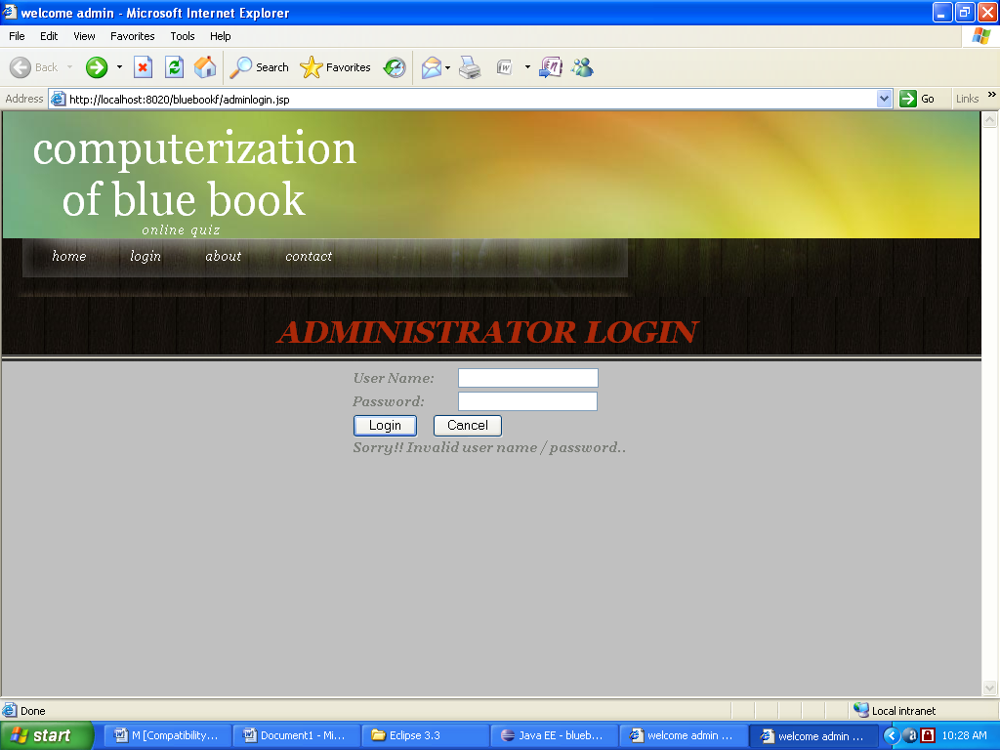 welcome admin - Microsoft Internet Explorer
File Edit View Favorites Tools Help
Back Search Favorites
Address http://localhost:8020/bluebookf/adminlogin.jsp Go Links »
computerization
of blue book
online quiz
home login about contact
ADMINISTRATOR LOGIN
User Name:
Password:
Login Cancel
Sorry!! Invalid user name / password..
Done Local intranet
start M [Compatibility... Document1 - Mi... Eclipse 3.3 Java EE - blueb... welcome admin ... welcome admin ... 10:28 AM